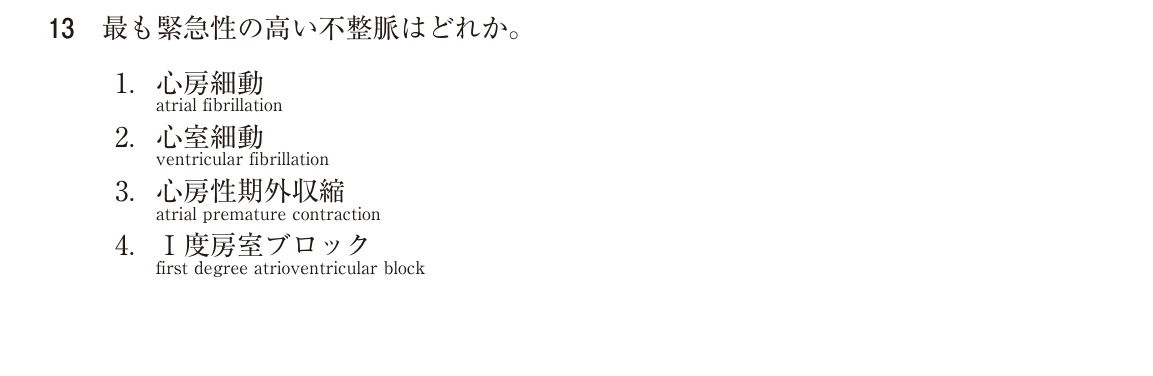 13 最も緊急性の高い不整脈はどれか。
1. 心房細動
atrial fibrillation
2. 心室細動
ventricular fibrillation
3. 心房性期外収縮
atrial premature contraction
4. Ⅰ度房室ブロック
first degree atrioventricular block